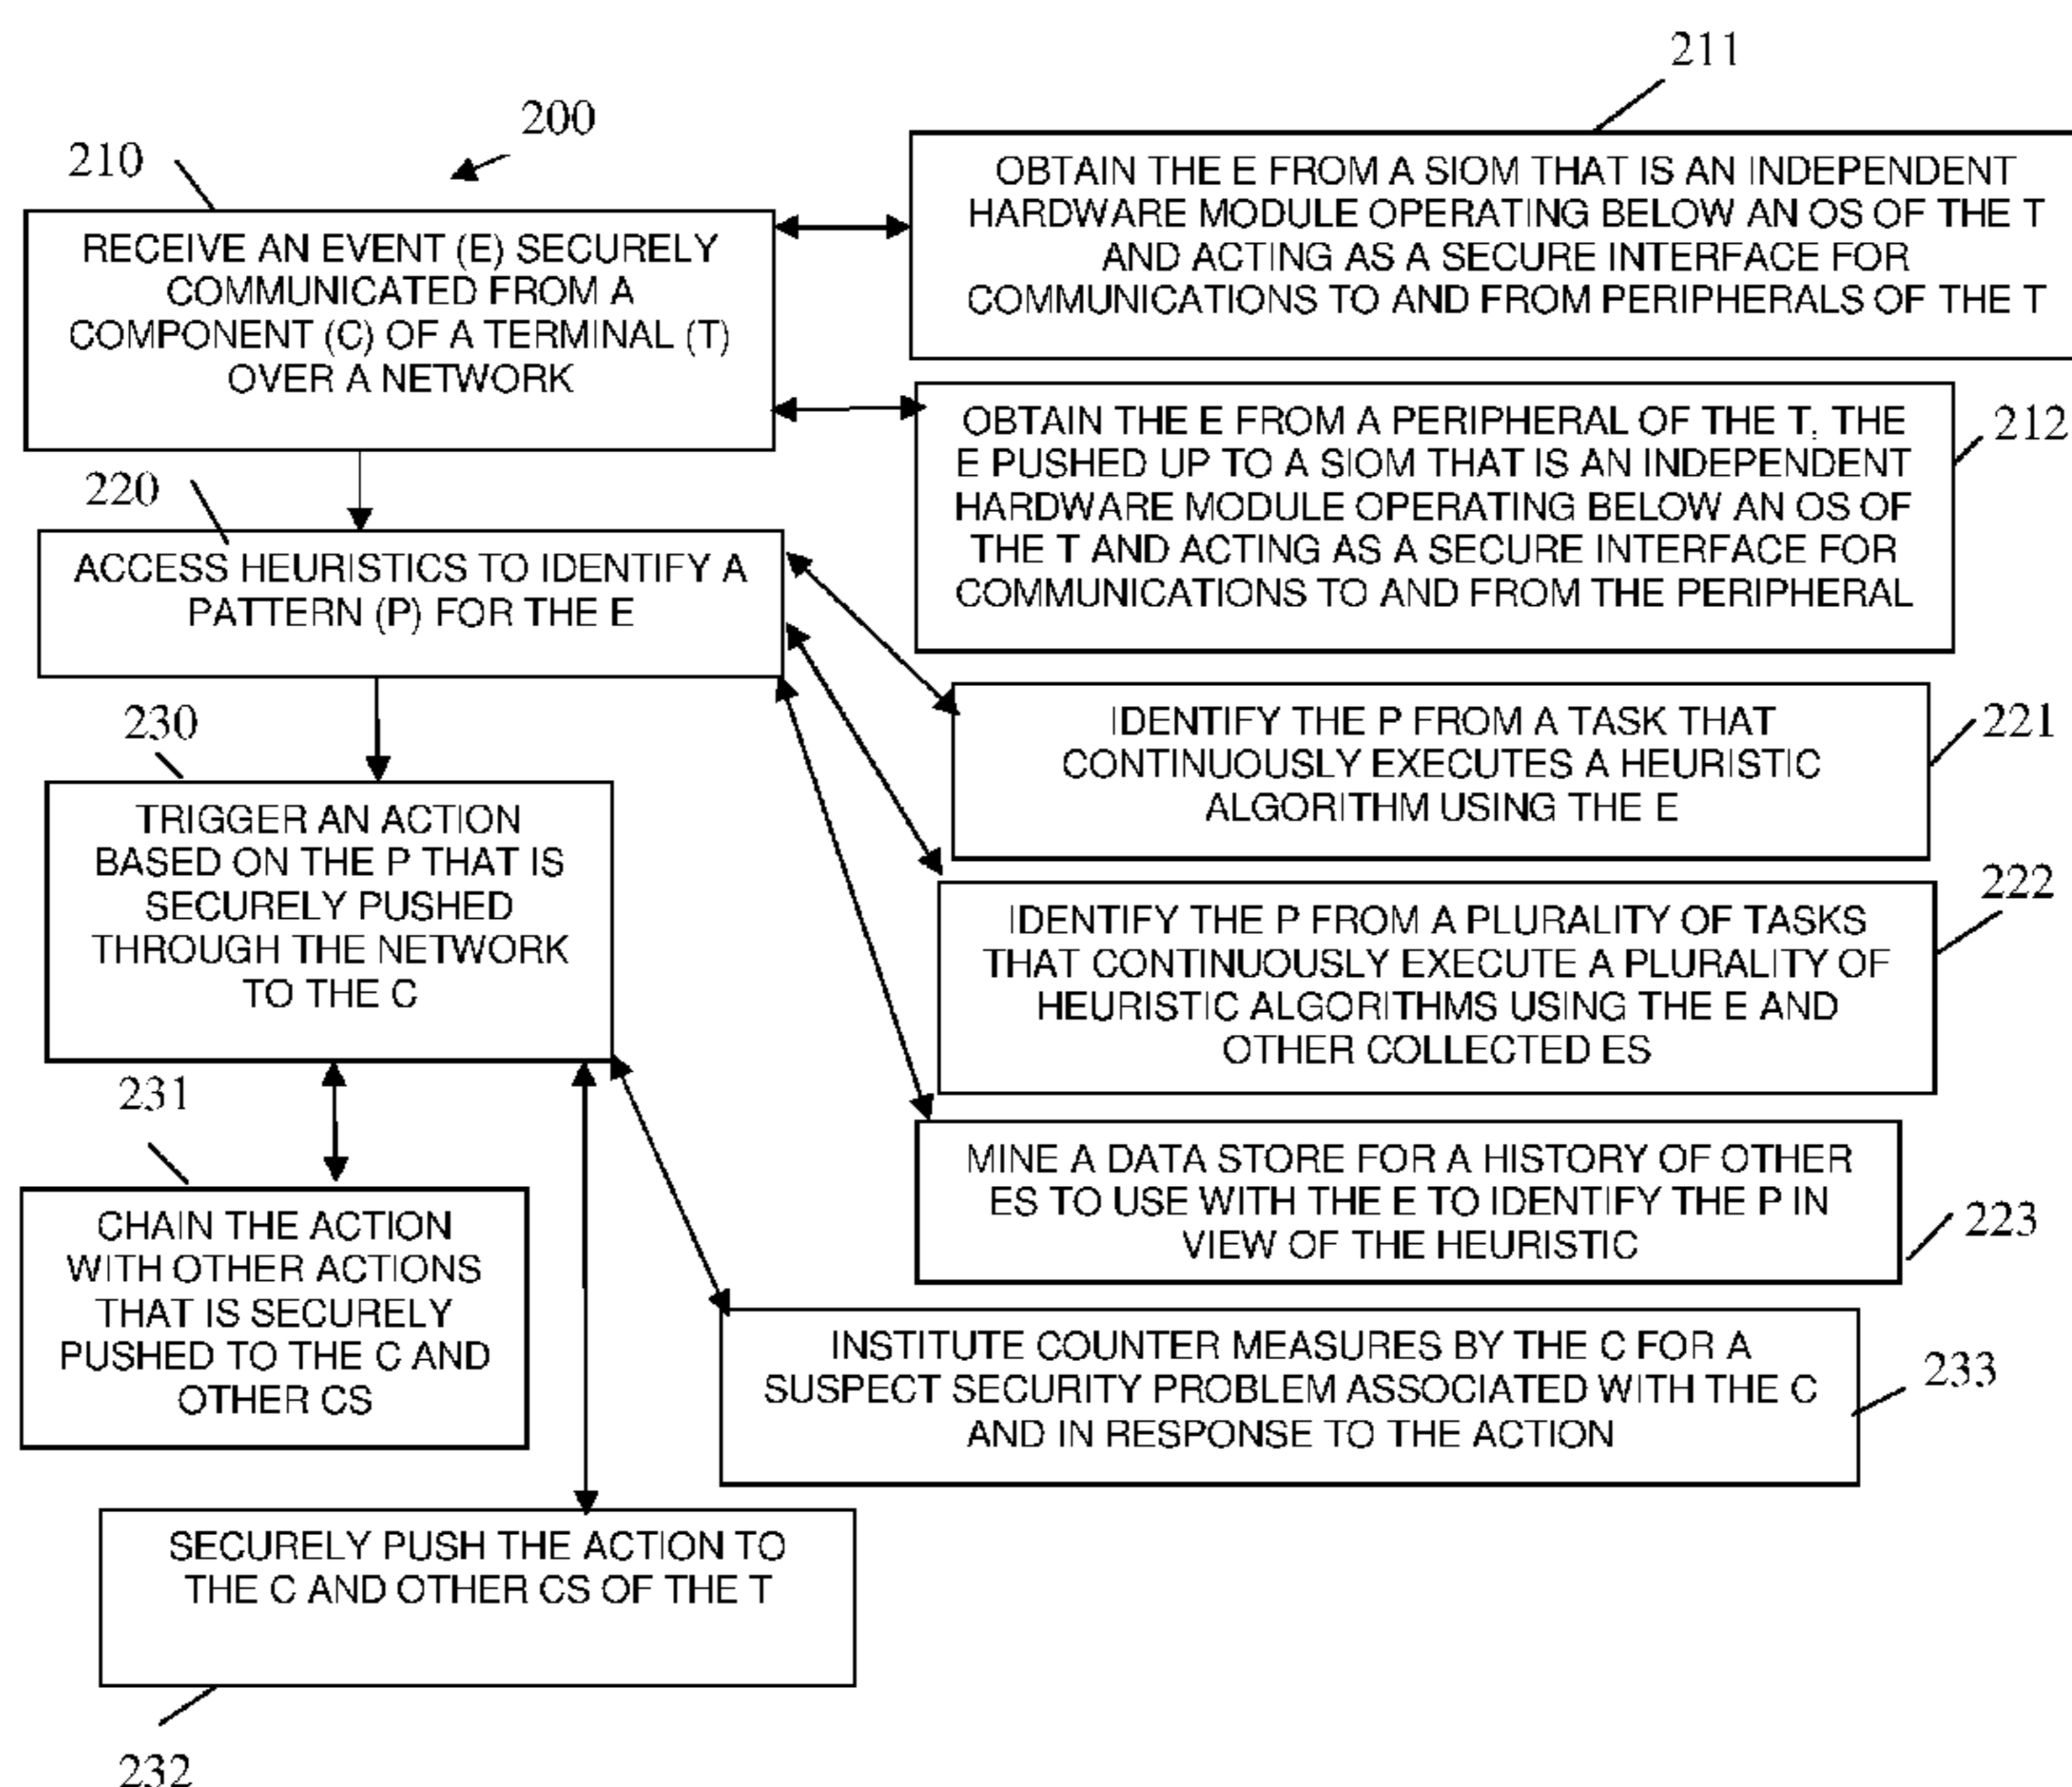 200
210
RECEIVE AN EVENT (E) SECURELY
COMMUNICATED FROM A
COMPONENT (C) OF A TERMINAL (T)
OVER A NETWORK
211
OBTAIN THE E FROM A SIOM THAT IS AN INDEPENDENT
HARDWARE MODULE OPERATING BELOW AN OS OF THE T
AND ACTING AS A SECURE INTERFACE FOR
COMMUNICATIONS TO AND FROM PERIPHERALS OF THE T
212
OBTAIN THE E FROM A PERIPHERAL OF THE T, THE
E PUSHED UP TO A SIOM THAT IS AN INDEPENDENT
HARDWARE MODULE OPERATING BELOW AN OS OF
THE T AND ACTING AS A SECURE INTERFACE FOR
COMMUNICATIONS TO AND FROM THE PERIPHERAL
220
ACCESS HEURISTICS TO IDENTIFY A
PATTERN (P) FOR THE E
221
IDENTIFY THE P FROM A TASK THAT
CONTINUOUSLY EXECUTES A HEURISTIC
ALGORITHM USING THE E
222
IDENTIFY THE P FROM A PLURALITY OF TASKS
THAT CONTINUOUSLY EXECUTE A PLURALITY OF
HEURISTIC ALGORITHMS USING THE E AND
OTHER COLLECTED ES
223
MINE A DATA STORE FOR A HISTORY OF OTHER
ES TO USE WITH THE E TO IDENTIFY THE P IN
VIEW OF THE HEURISTIC
230
TRIGGER AN ACTION
BASED ON THE P THAT IS
SECURELY PUSHED
THROUGH THE NETWORK
TO THE C
231
CHAIN THE ACTION
WITH OTHER ACTIONS
THAT IS SECURELY
PUSHED TO THE C AND
OTHER CS
233
INSTITUTE COUNTER MEASURES BY THE C FOR A
SUSPECT SECURITY PROBLEM ASSOCIATED WITH THE C
AND IN RESPONSE TO THE ACTION
SECURELY PUSH THE ACTION TO
THE C AND OTHER CS OF THE T
232